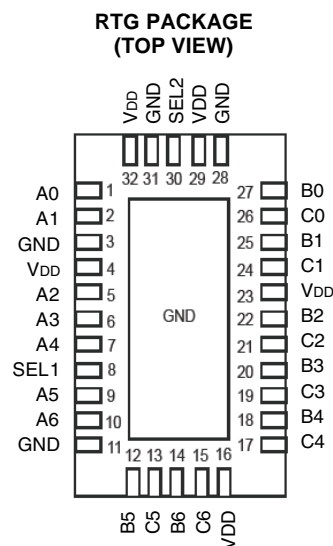 RTG PACKAGE
(TOP VIEW)
VDD GND SEL2 VDD GND
32 31 30 29 28
A0 1 27 B0
A1 2 26 C0
GND 3 25 B1
VDD 4 24 C1
A2 5 23 VDD
A3 6 22 B2
A4 7 21 C2
SEL1 8 20 B3
A5 9 19 C3
A6 10 18 B4
GND 11 17 C4
GND
12 13 14 15 16
B5 C5 B6 C6 VDD